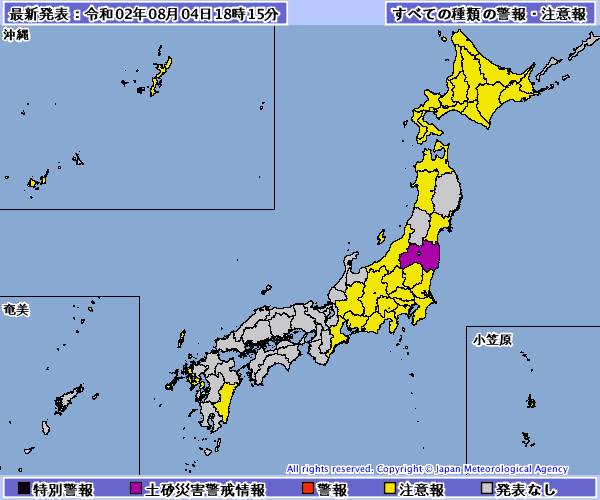 最新発表：令和02年08月04日18時15分
すべての種類の警報・注意報
沖縄
奄美
小笠原
All rights reserved. Copyright © Japan Meteorological Agency
特別警報 土砂災害警戒情報 警報 注意報 発表なし